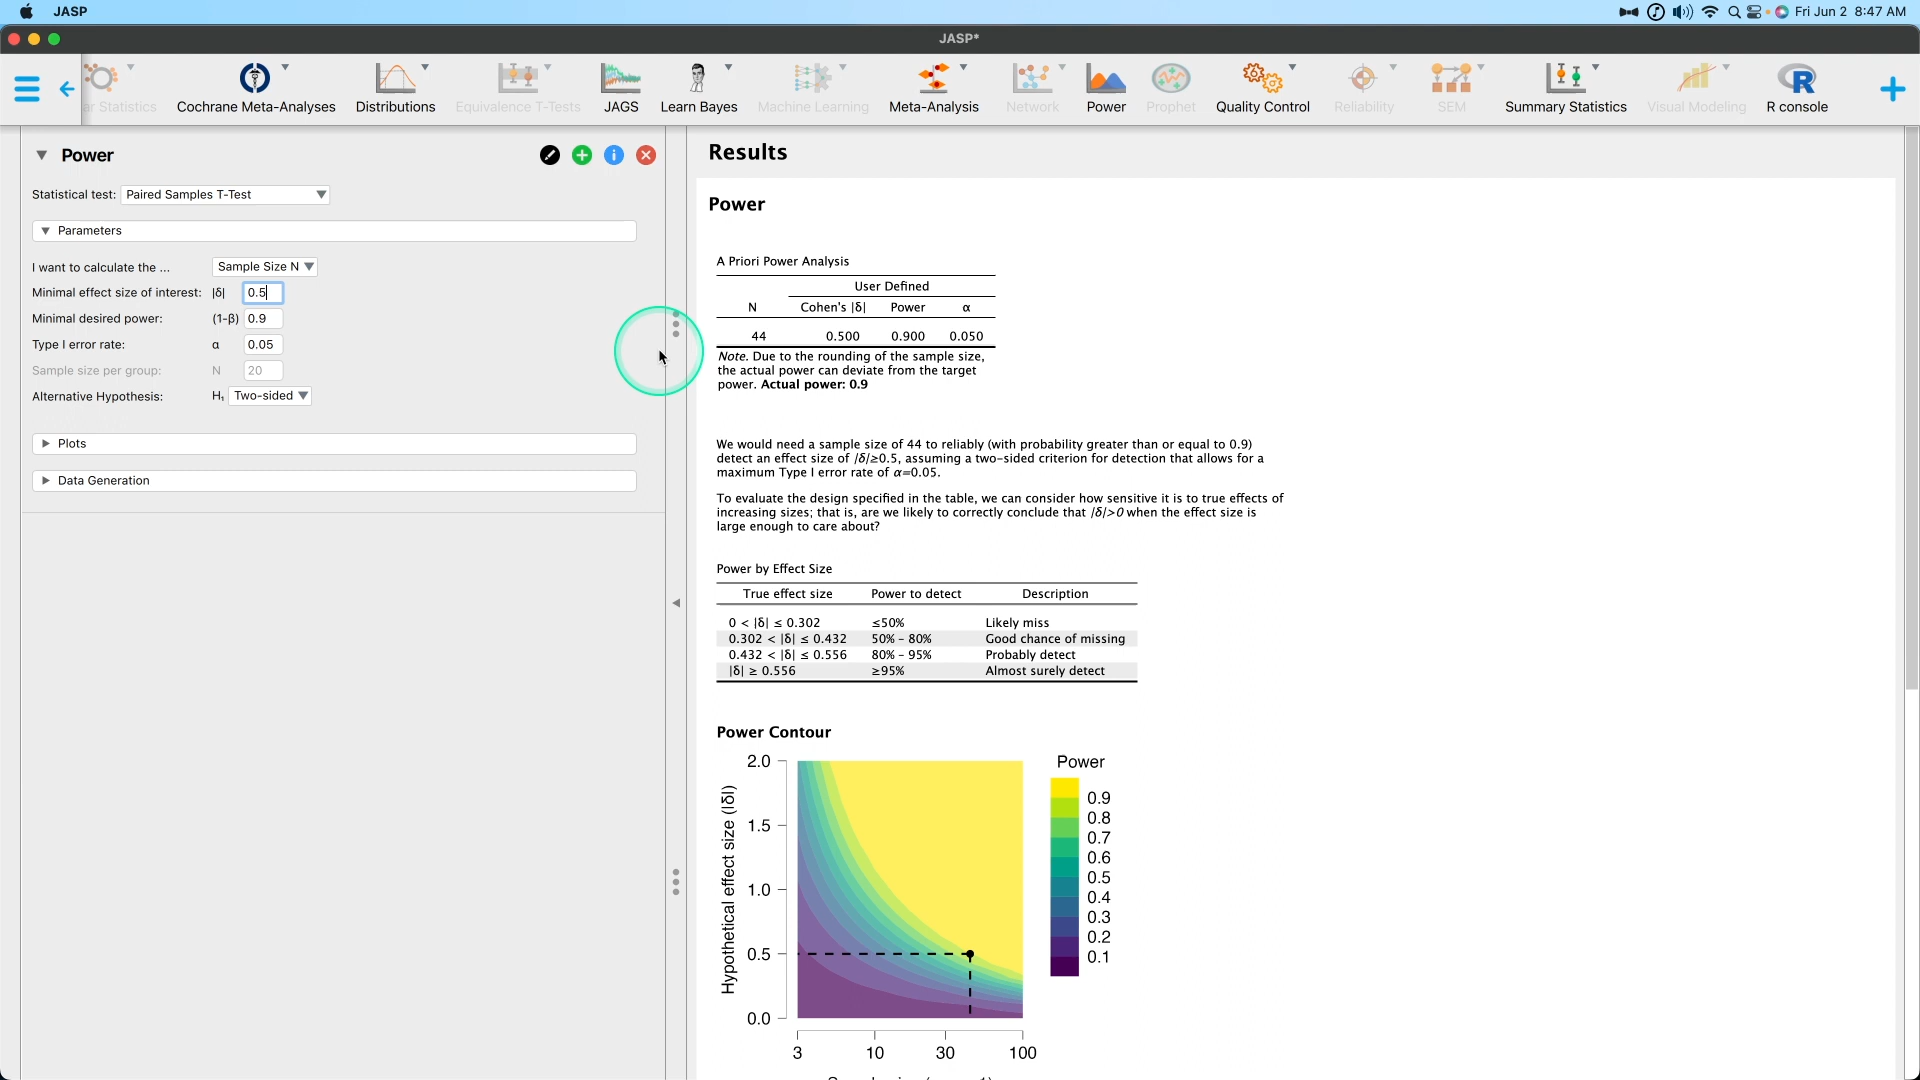 JASP
Fri Jun 2 8:47 AM
JASP*
ar Statistics
Cochrane Meta-Analyses
Distributions
Equivalence T-Tests
JAGS
Learn Bayes
Machine Learning
Meta-Analysis
Network
Power
Prophet
Quality Control
Reliability
SEM
Summary Statistics
Visual Modeling
R console
Power
Statistical test: Paired Samples T-Test
Parameters
I want to calculate the ... Sample Size N
Minimal effect size of interest: |δ| 0.5
Minimal desired power: (1-β) 0.9
Type I error rate: α 0.05
Sample size per group: N 20
Alternative Hypothesis: H₁ Two-sided
Plots
Data Generation
Results
Power
A Priori Power Analysis
User Defined
N Cohen's |δ| Power α
44 0.500 0.900 0.050
Note. Due to the rounding of the sample size,
the actual power can deviate from the target
power. Actual power: 0.9
We would need a sample size of 44 to reliably (with probability greater than or equal to 0.9)
detect an effect size of |δ|≥0.5, assuming a two-sided criterion for detection that allows for a
maximum Type I error rate of α=0.05.
To evaluate the design specified in the table, we can consider how sensitive it is to true effects of
increasing sizes; that is, are we likely to correctly conclude that |δ|>0 when the effect size is
large enough to care about?
Power by Effect Size
True effect size Power to detect Description
0 < |δ| ≤ 0.302 ≤50% Likely miss
0.302 < |δ| ≤ 0.432 50% – 80% Good chance of missing
0.432 < |δ| ≤ 0.556 80% – 95% Probably detect
|δ| ≥ 0.556 ≥95% Almost surely detect
Power Contour
Hypothetical effect size (|δ|)
2.0
1.5
1.0
0.5
0.0
3 10 30 100
Power
0.9
0.8
0.7
0.6
0.5
0.4
0.3
0.2
0.1